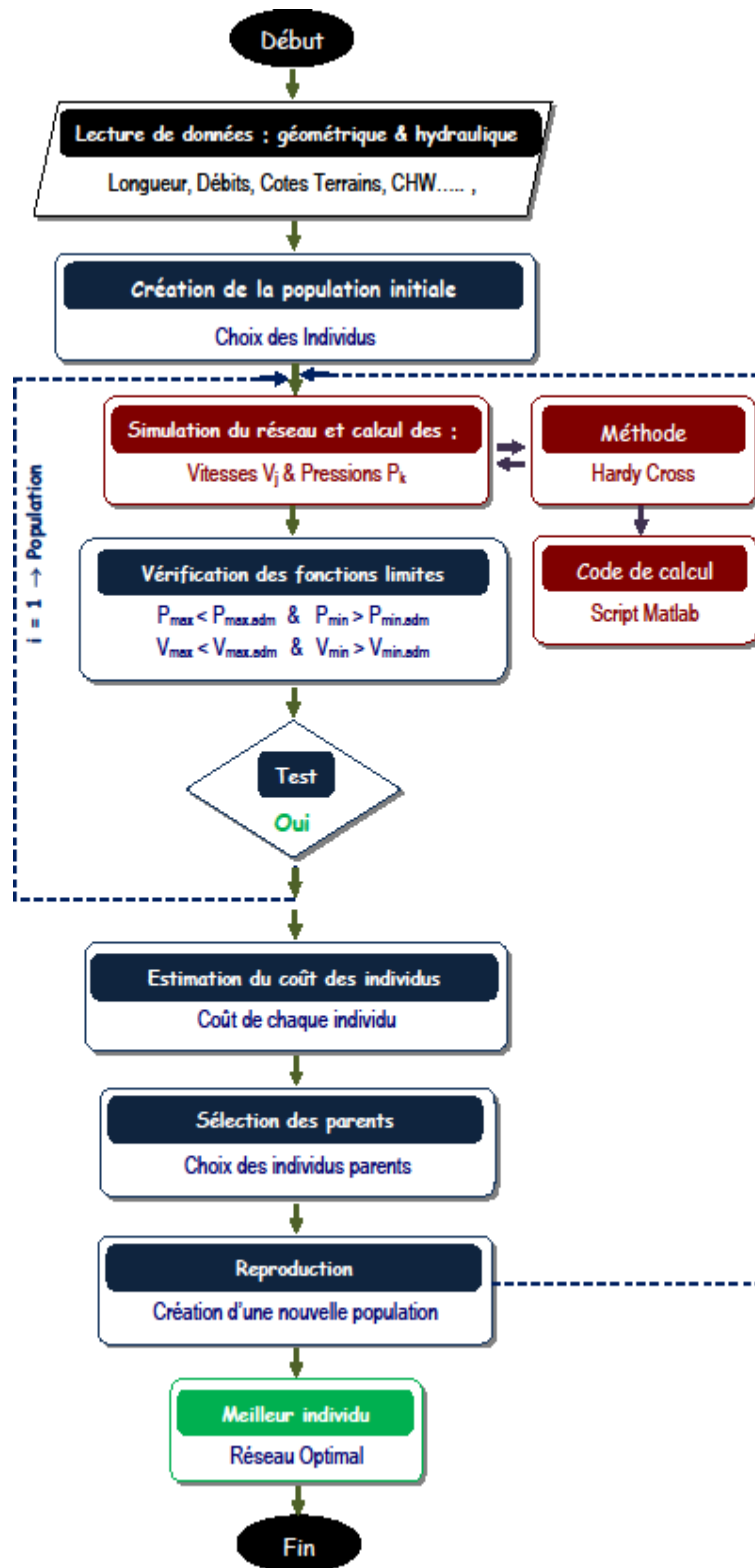 Début
Lecture de données : géométrique & hydraulique
Longueur, Débits, Cotes Terrains, CHW….. ,
Création de la population initiale
Choix des Individus
Simulation du réseau et calcul des :
Vitesses Vj & Pressions Pk
Méthode
Hardy Cross
i = 1 → Population
Vérification des fonctions limites
Pmax < Pmax.adm & Pmin > Pmin.adm
Vmax < Vmax.adm & Vmin > Vmin.adm
Code de calcul
Script Matlab
Test
Oui
Estimation du coût des individus
Coût de chaque individu
Sélection des parents
Choix des individus parents
Reproduction
Création d'une nouvelle population
Meilleur individu
Réseau Optimal
Fin